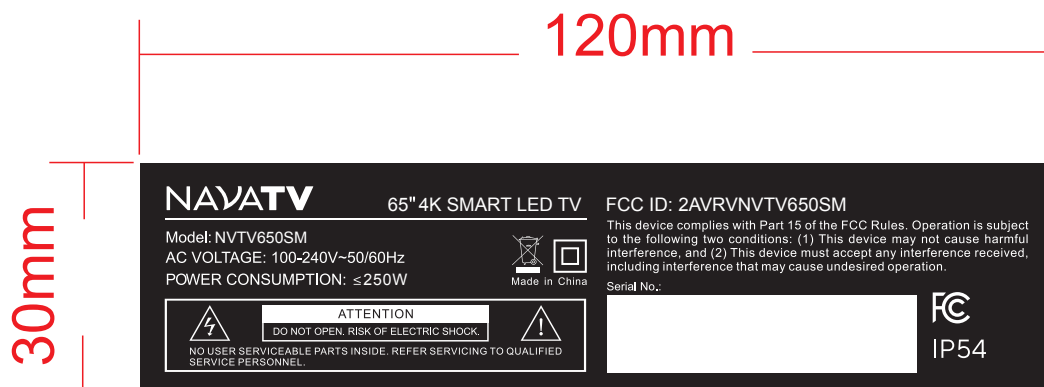 120mm
30mm
NAVATV
65" 4K SMART LED TV
Model: NVTV650SM
AC VOLTAGE: 100-240V~50/60Hz
POWER CONSUMPTION: ≤250W
Made in China
ATTENTION
DO NOT OPEN. RISK OF ELECTRIC SHOCK.
NO USER SERVICEABLE PARTS INSIDE. REFER SERVICING TO QUALIFIED
SERVICE PERSONNEL.
FCC ID: 2AVRVNVTV650SM
This device complies with Part 15 of the FCC Rules. Operation is subject
to the following two conditions: (1) This device may not cause harmful
interference, and (2) This device must accept any interference received,
including interference that may cause undesired operation.
Serial No.:
FC
IP54